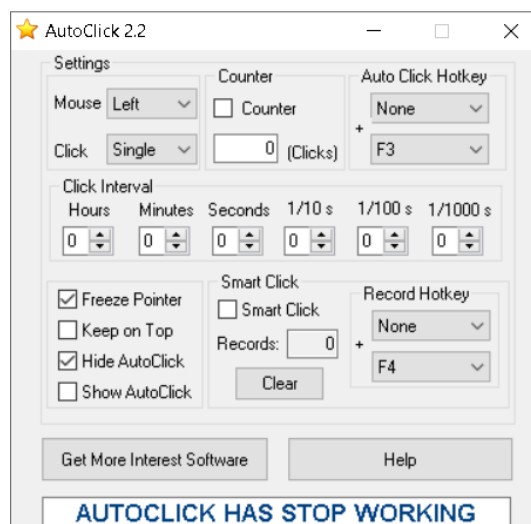 AutoClick 2.2
Settings
Mouse Left
Click Single
Counter
Counter
0 (Clicks)
Auto Click Hotkey
None
+
F3
Click Interval
Hours Minutes Seconds 1/10 s 1/100 s 1/1000 s
0 0 0 0 0 0
Freeze Pointer
Keep on Top
Hide AutoClick
Show AutoClick
Smart Click
Smart Click
Records: 0
Clear
Record Hotkey
None
+
F4
Get More Interest Software Help
AUTOCLICK HAS STOP WORKING